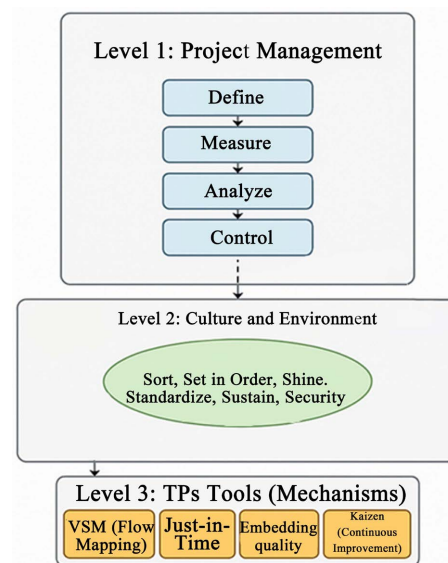 Level 1: Project Management
Define
Measure
Analyze
Control
Level 2: Culture and Environment
Sort, Set in Order, Shine.
Standardize, Sustain, Security
Level 3: TPs Tools (Mechanisms)
VSM (Flow
Mapping)
Just-in-
Time
Embedding
quality
Kaizen
(Continuous
Improvement)